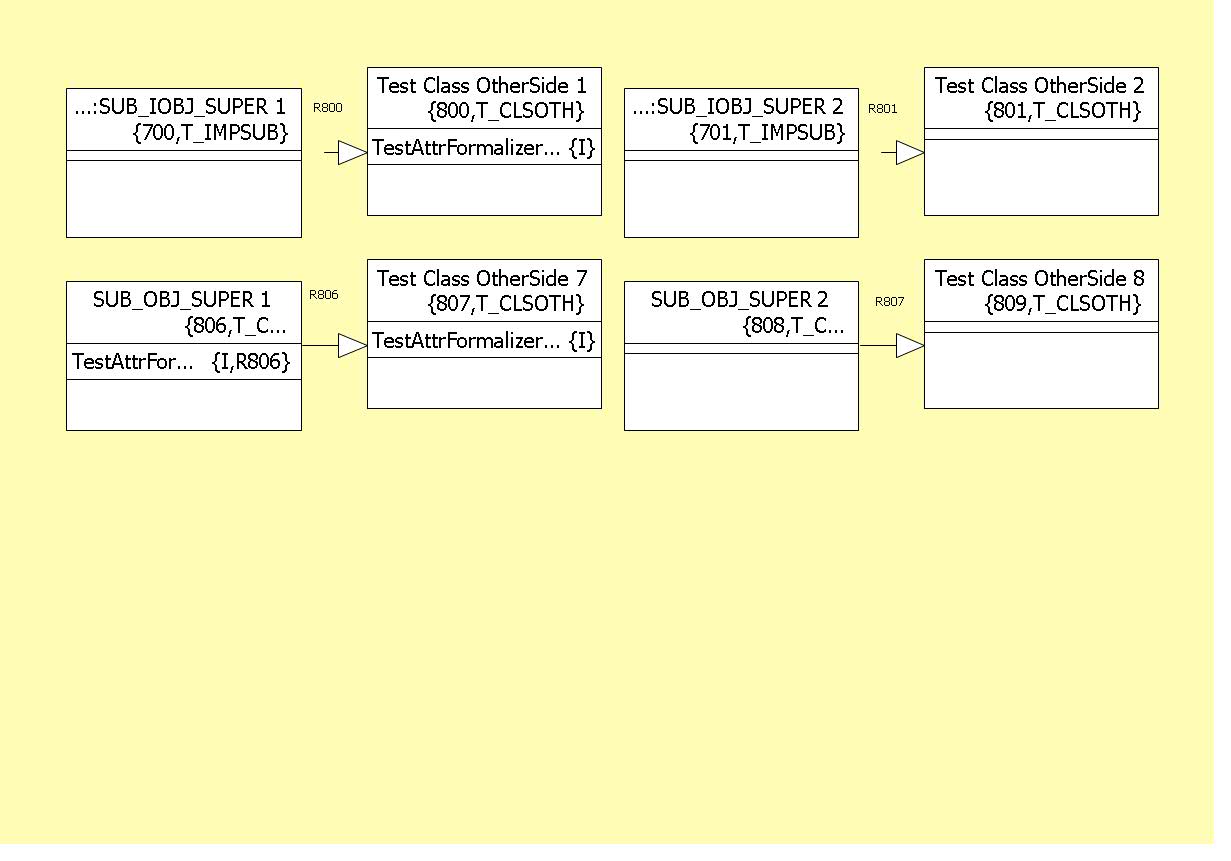 ...:SUB_IOBJ_SUPER 1
{700,T_IMPSUB}
R800
Test Class OtherSide 1
{800,T_CLSOTH}
TestAttrFormalizer... {I}
...:SUB_IOBJ_SUPER 2
{701,T_IMPSUB}
R801
Test Class OtherSide 2
{801,T_CLSOTH}
SUB_OBJ_SUPER 1
{806,T_C...
TestAttrFor... {I,R806}
R806
Test Class OtherSide 7
{807,T_CLSOTH}
TestAttrFormalizer... {I}
SUB_OBJ_SUPER 2
{808,T_C...
R807
Test Class OtherSide 8
{809,T_CLSOTH}